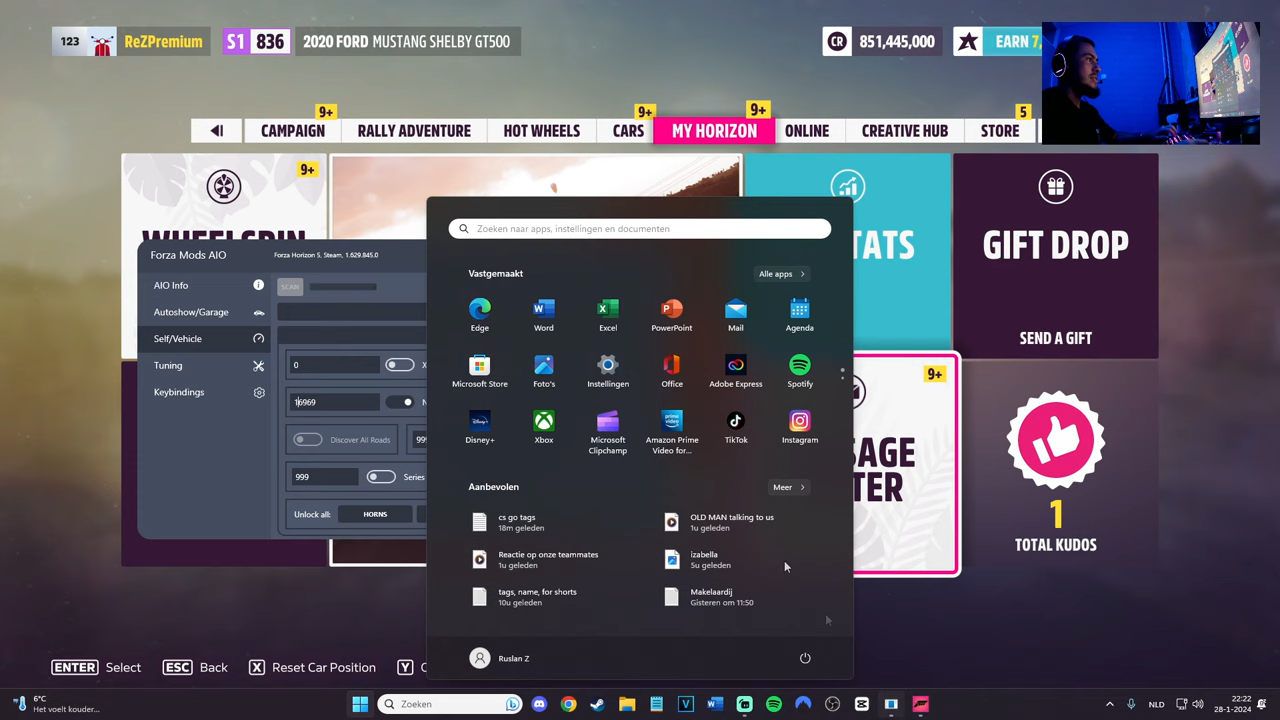 123
ReZPremium
S1 836
2020 FORD MUSTANG SHELBY GT500
CR 851,445,000
EARN 7,
9+
9+
9+
5
CAMPAIGN
RALLY ADVENTURE
HOT WHEELS
CARS
MY HORIZON
ONLINE
CREATIVE HUB
STORE
9+
WHEELSPIN
TATS
GIFT DROP
SEND A GIFT
9+
SAGE
TER
1
TOTAL KUDOS
Forza Mods AIO
Forza Horizon 5, Steam, 1.629.845.0
AIO Info
Autoshow/Garage
Self/Vehicle
Tuning
Keybindings
SCAN
0
X
16969
N
Discover All Roads
999
999
Series
Unlock all:
HORNS
Zoeken naar apps, instellingen en documenten
Vastgemaakt
Alle apps
Edge
Word
Excel
PowerPoint
Mail
Agenda
Microsoft Store
Foto's
Instellingen
Office
Adobe Express
Spotify
Disney+
Xbox
Microsoft Clipchamp
Amazon Prime Video for...
TikTok
Instagram
Aanbevolen
Meer
cs go tags
18m geleden
OLD MAN talking to us
1u geleden
Reactie op onze teammates
1u geleden
izabella
5u geleden
tags, name, for shorts
10u geleden
Makelaardij
Gisteren om 11:50
Ruslan Z
ENTER Select
ESC Back
X Reset Car Position
Y
6°C
Het voelt kouder...
Zoeken
NLD
22:22
28-1-2024